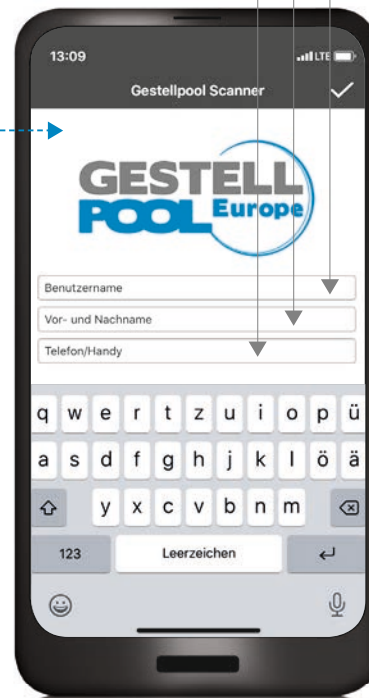 13:09 LTE
Gestellpool Scanner
GESTELL
POOL Europe
Benutzername
Vor- und Nachname
Telefon/Handy
q w e r t z u i o p ü
a s d f g h j k l ö ä
y x c v b n m
123 Leerzeichen